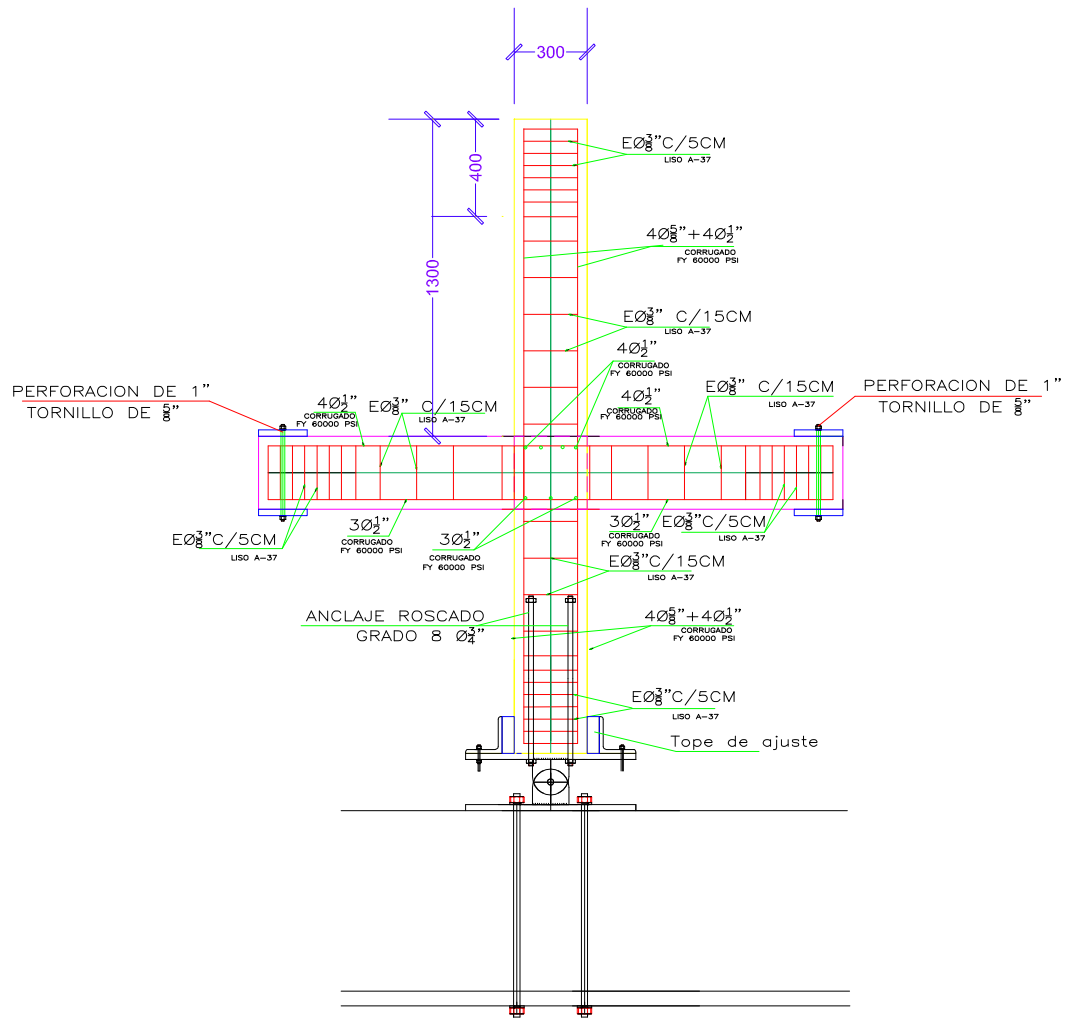 300
400
1300
EØ3/8"C/5CM
LISO A-37
4Ø5/8"+4Ø1/2"
CORRUGADO
FY 60000 PSI
EØ3/8" C/15CM
LISO A-37
4Ø1/2"
CORRUGADO
FY 60000 PSI
PERFORACION DE 1"
TORNILLO DE 5/8"
4Ø1/2"
CORRUGADO
FY 60000 PSI
EØ3/8" C/15CM
LISO A-37
4Ø1/2"
CORRUGADO
FY 60000 PSI
EØ3/8" C/15CM
LISO A-37
PERFORACION DE 1"
TORNILLO DE 5/8"
EØ3/8"C/5CM
LISO A-37
3Ø1/2"
CORRUGADO
FY 60000 PSI
3Ø1/2"
CORRUGADO
FY 60000 PSI
3Ø1/2"
CORRUGADO
FY 60000 PSI
EØ3/8"C/5CM
LISO A-37
EØ3/8"C/15CM
LISO A-37
ANCLAJE ROSCADO
GRADO 8 Ø3/4"
4Ø5/8"+4Ø1/2"
CORRUGADO
FY 60000 PSI
EØ3/8"C/5CM
LISO A-37
Tope de ajuste